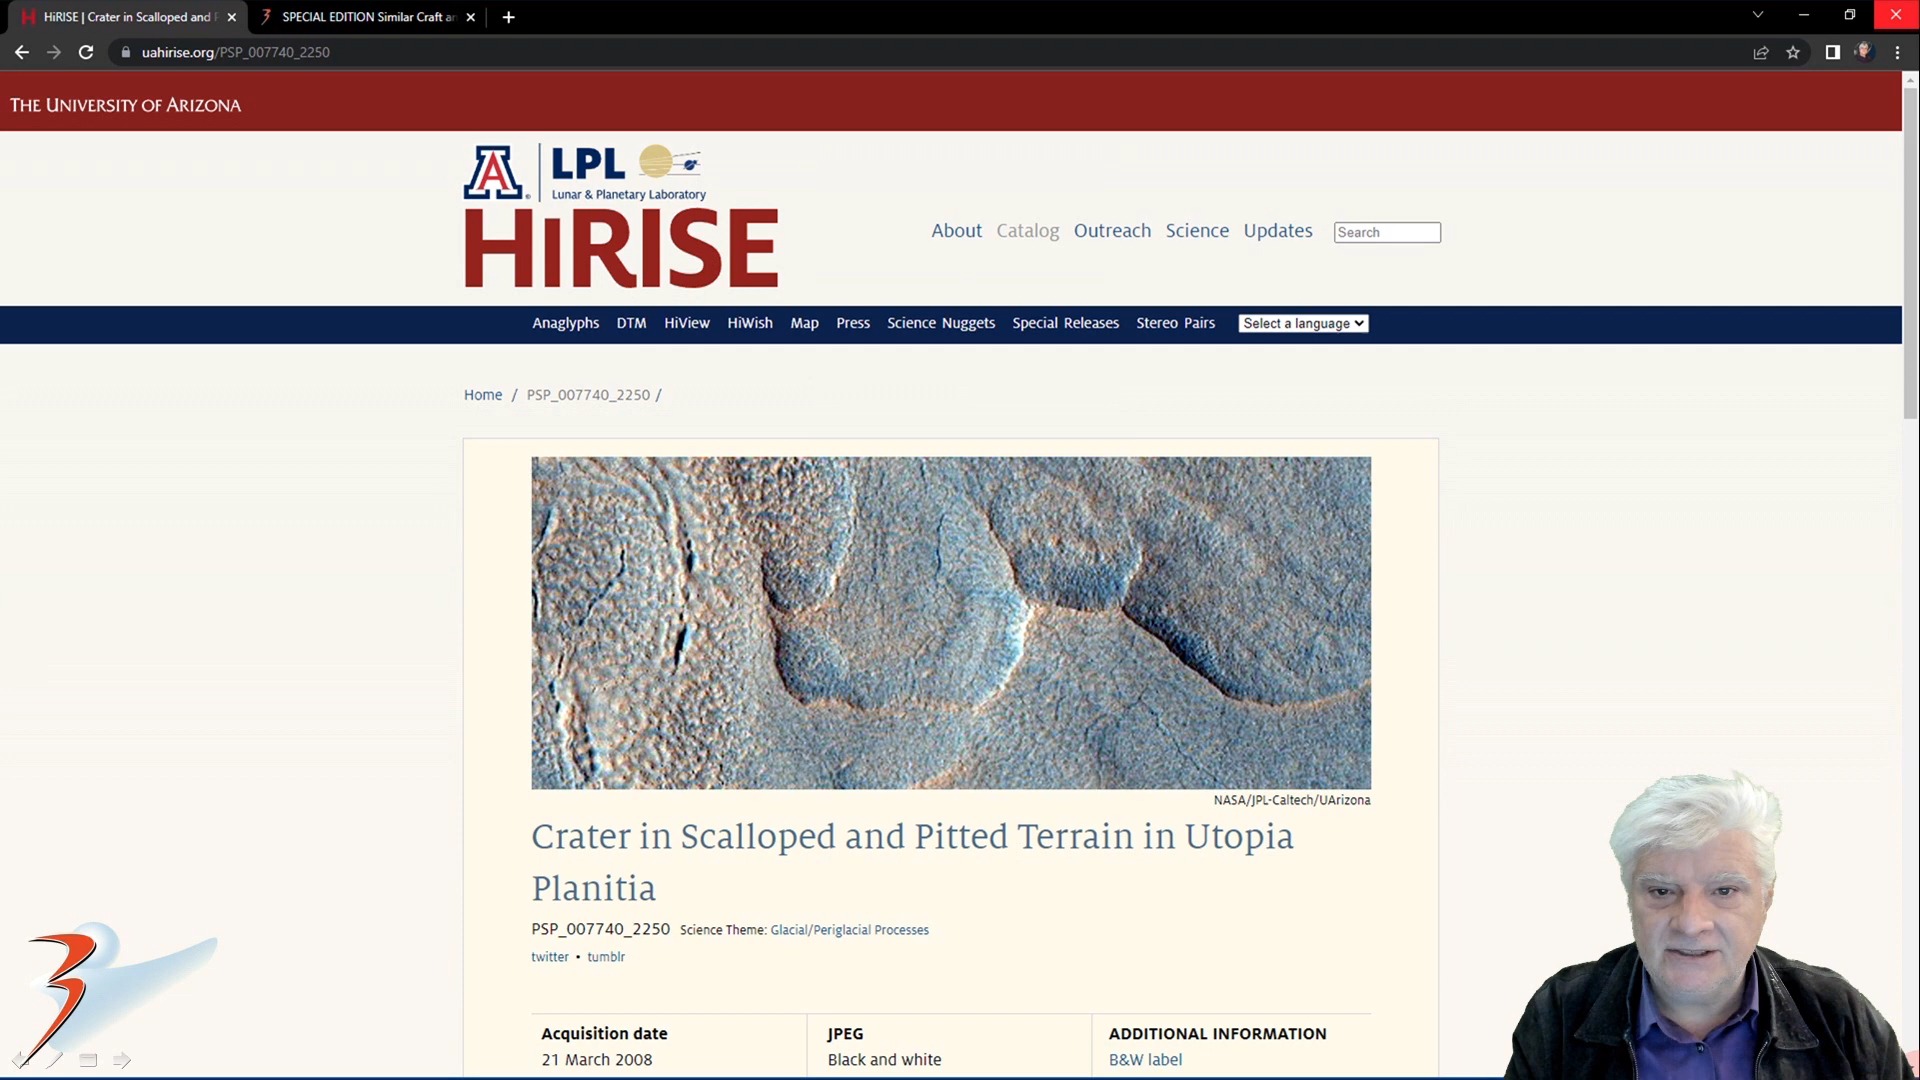 HiRISE | Crater in Scalloped and P
SPECIAL EDITION Similar Craft an
uahirise.org/PSP_007740_2250
THE UNIVERSITY OF ARIZONA
A LPL
Lunar & Planetary Laboratory
HiRISE
About Catalog Outreach Science Updates Search
Anaglyphs DTM HiView HiWish Map Press Science Nuggets Special Releases Stereo Pairs Select a language
Home / PSP_007740_2250 /
NASA/JPL-Caltech/UArizona
Crater in Scalloped and Pitted Terrain in Utopia
Planitia
PSP_007740_2250 Science Theme: Glacial/Periglacial Processes
twitter • tumblr
Acquisition date JPEG ADDITIONAL INFORMATION
21 March 2008 Black and white B&W label